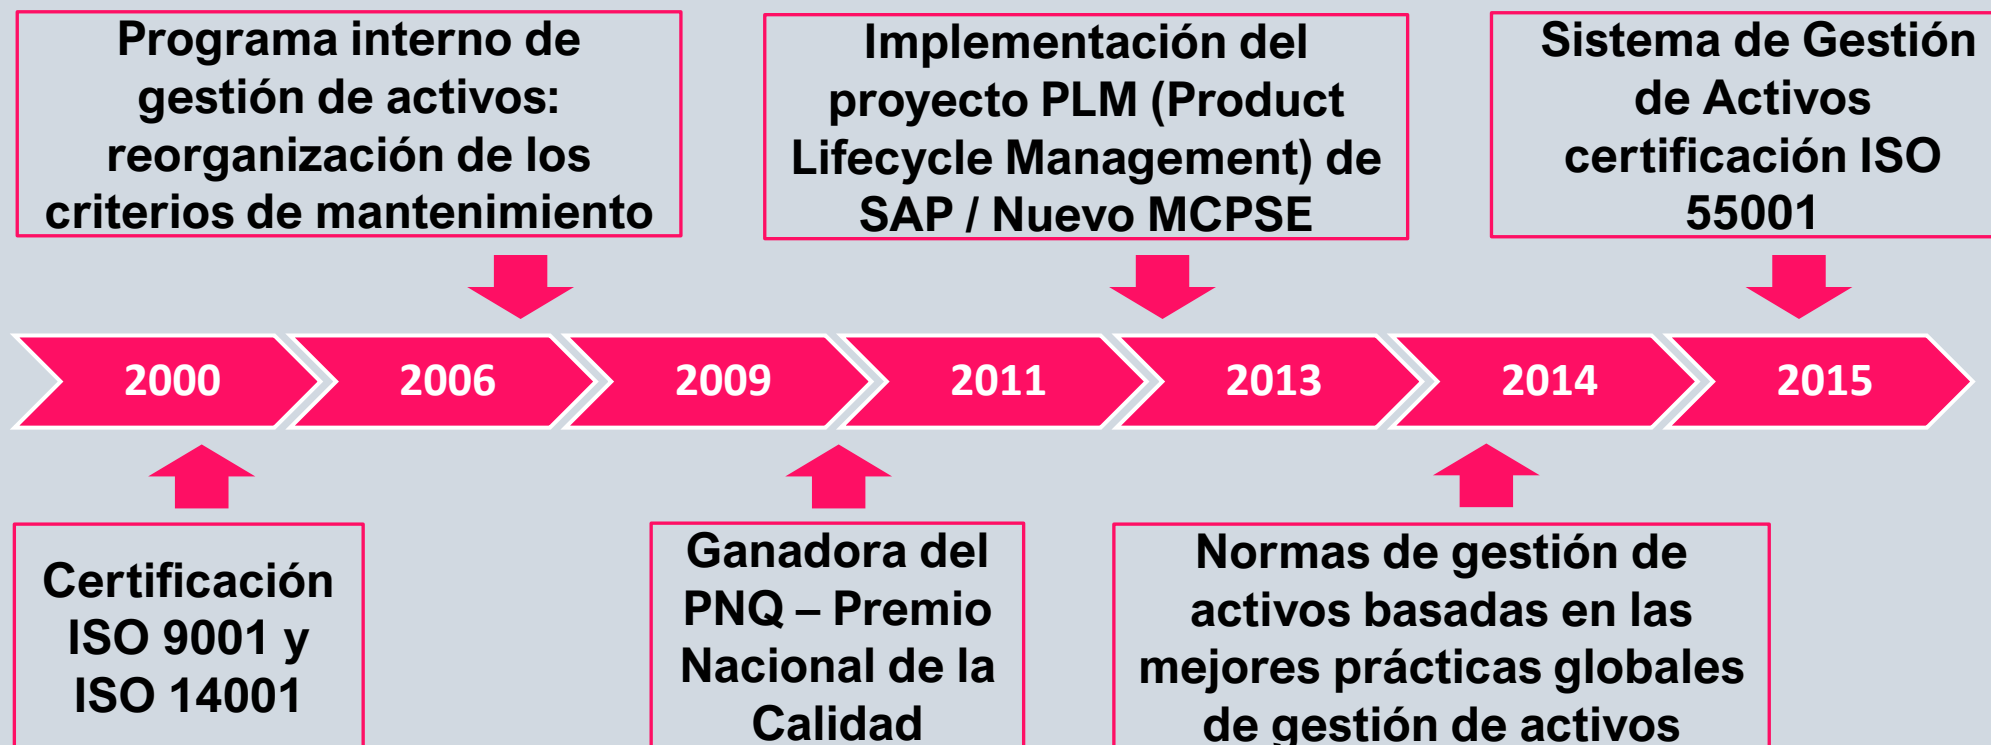 Programa interno de
gestión de activos:
reorganización de los
criterios de mantenimiento
Implementación del
proyecto PLM (Product
Lifecycle Management) de
SAP / Nuevo MCPSE
Sistema de Gestión
de Activos
certificación ISO
55001
2000
2006
2009
2011
2013
2014
2015
Certificación
ISO 9001 y
ISO 14001
Ganadora del
PNQ – Premio
Nacional de la
Calidad
Normas de gestión de
activos basadas en las
mejores prácticas globales
de gestión de activos